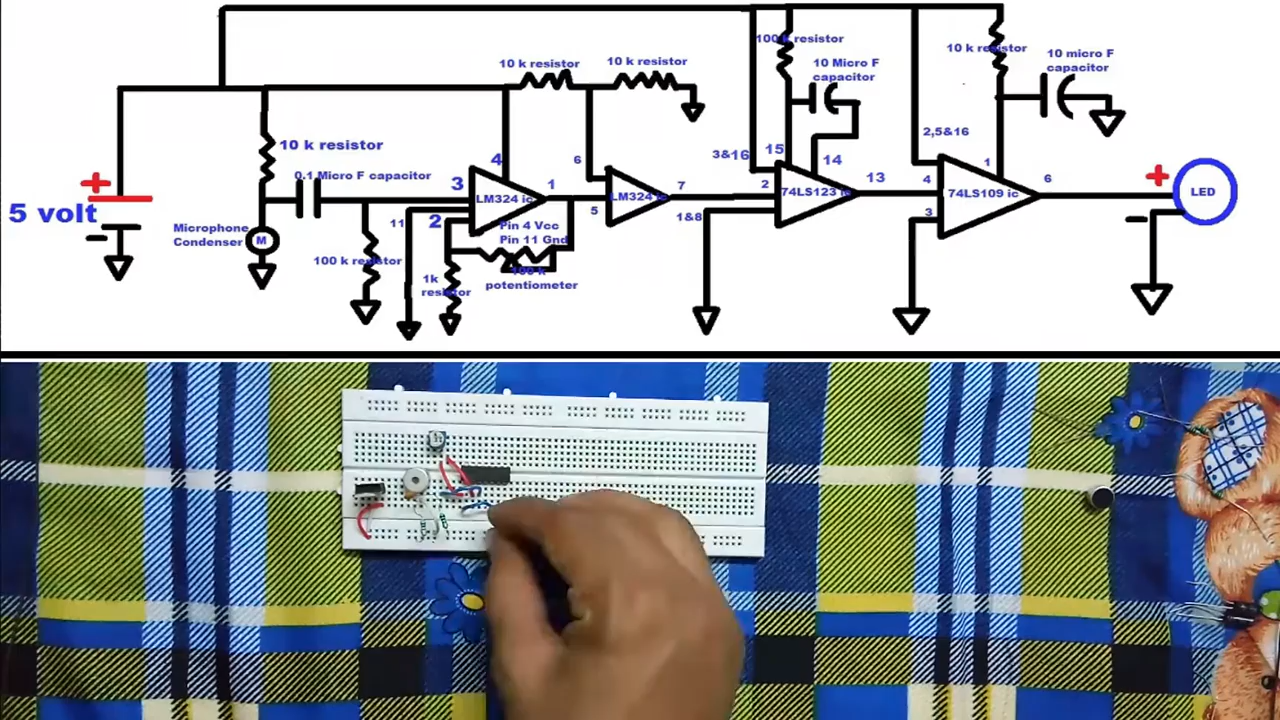 100 k resistor
10 k resistor
10 micro F
capacitor
10 k resistor
10 k resistor
10 Micro F
capacitor
2,5&16
10 k resistor
3&16
15
14
1
4
0.1 Micro F capacitor
3
LM324 ic
1
6
LM324 ic
7
2
74LS123 ic
13
4
74LS109 ic
6
LED
5 volt
Microphone
Condenser
M
11
2
5
1&8
3
Pin 4 Vcc
Pin 11 Gnd
100 k resistor
1k
resistor
100 k
potentiometer